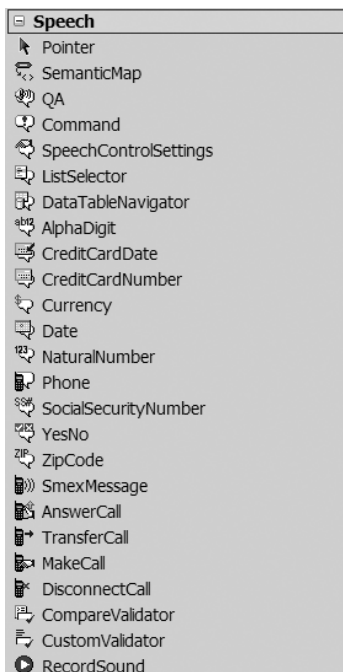 Speech
Pointer
SemanticMap
QA
Command
SpeechControlSettings
ListSelector
DataTableNavigator
AlphaDigit
CreditCardDate
CreditCardNumber
Currency
Date
NaturalNumber
Phone
SocialSecurityNumber
YesNo
ZipCode
SmexMessage
AnswerCall
TransferCall
MakeCall
DisconnectCall
CompareValidator
CustomValidator
RecordSound